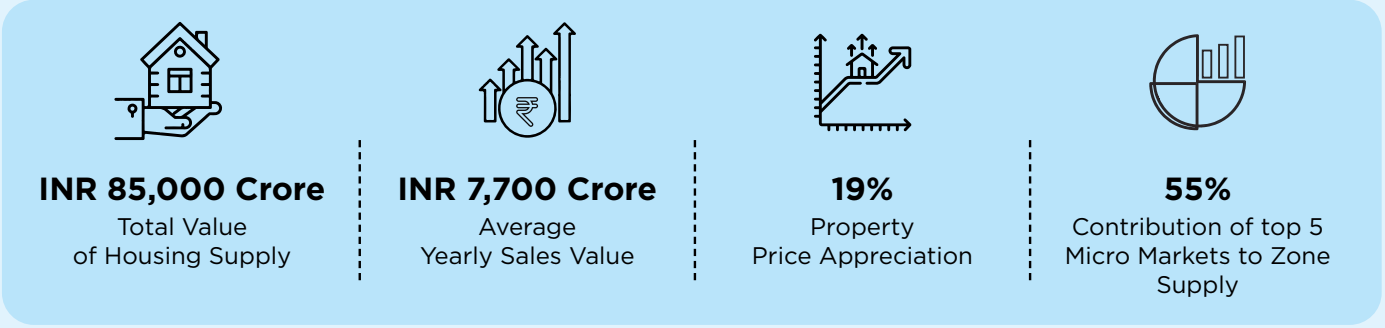 INR 85,000 Crore
Total Value
of Housing Supply
INR 7,700 Crore
Average
Yearly Sales Value
19%
Property
Price Appreciation
55%
Contribution of top 5
Micro Markets to Zone
Supply